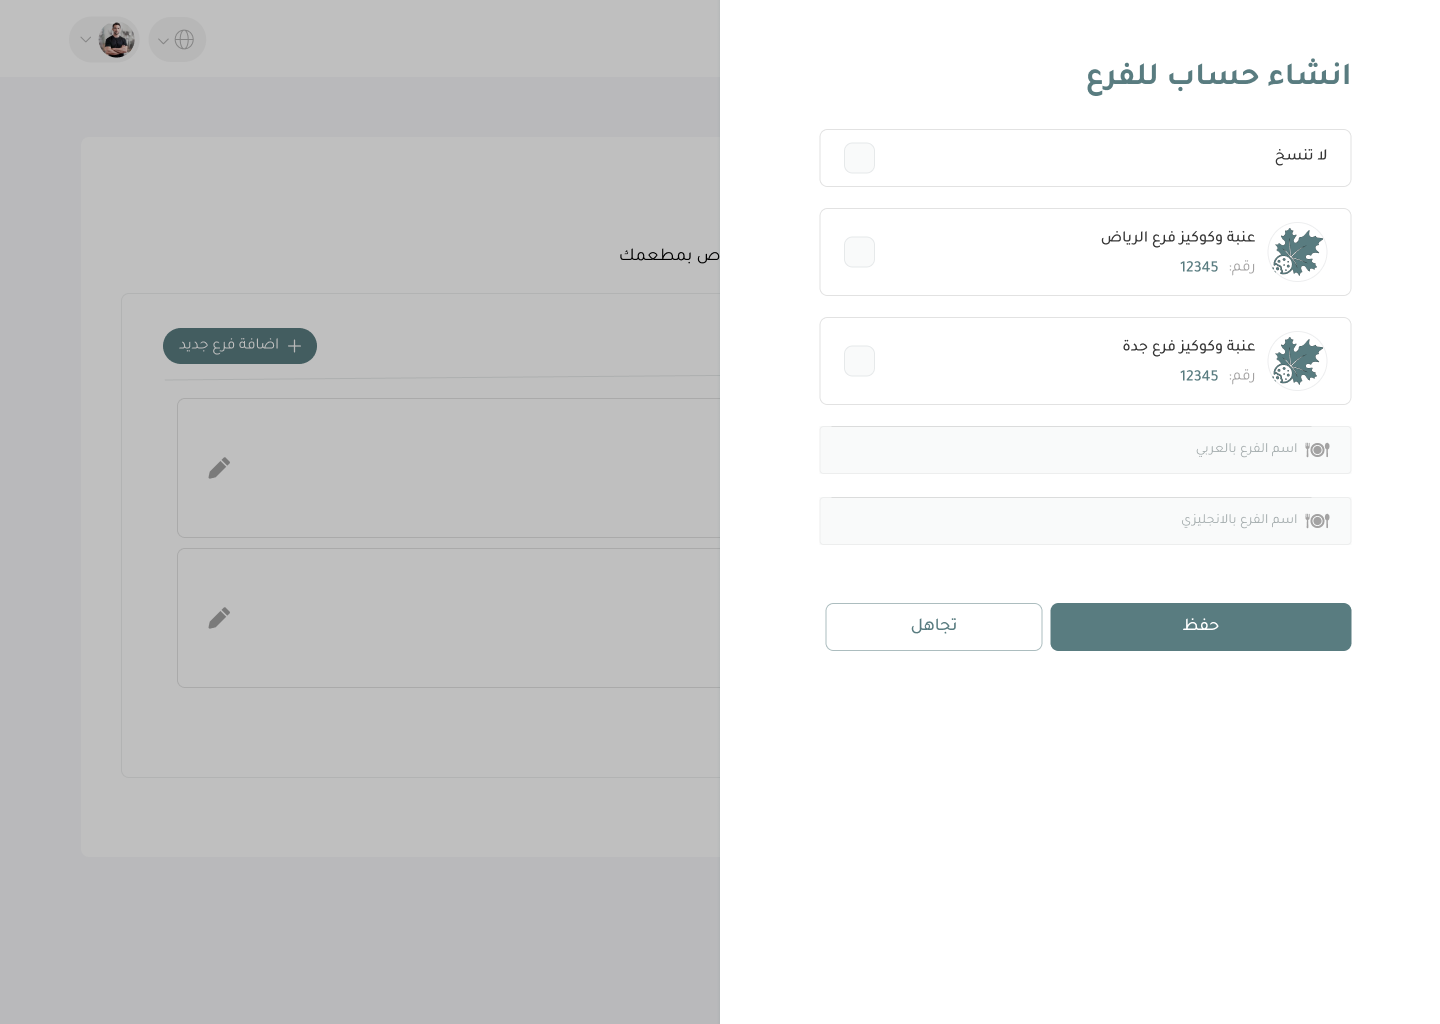 انشاء حساب للفرع
لا تنسخ
عنبة وكوكيز فرع الرياض
رقم: 12345
عنبة وكوكيز فرع جدة
رقم: 12345
اسم الفرع بالعربي
اسم الفرع بالانجليزي
حفظ
تجاهل
بمطعمك
اضافة فرع جديد